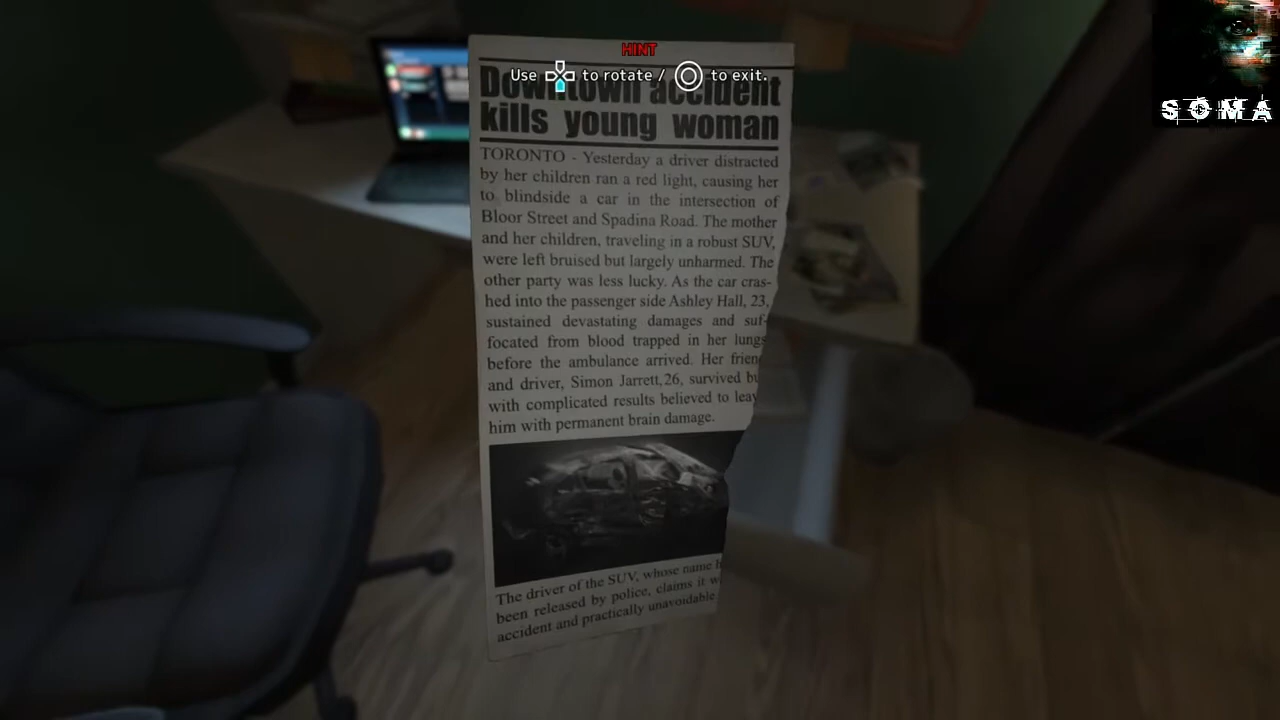 HINT
Use to rotate / to exit.
SOMA
Downtown accident
kills young woman
TORONTO - Yesterday a driver distracted
by her children ran a red light, causing her
to blindside a car in the intersection of
Bloor Street and Spadina Road. The mother
and her children, traveling in a robust SUV,
were left bruised but largely unharmed. The
other party was less lucky. As the car cras-
hed into the passenger side Ashley Hall, 23,
sustained devastating damages and suf-
focated from blood trapped in her lungs
before the ambulance arrived. Her frien
and driver, Simon Jarrett, 26, survived bu
with complicated results believed to leav
him with permanent brain damage.
The driver of the SUV, whose name h
been released by police, claims it w
accident and practically unavoidable